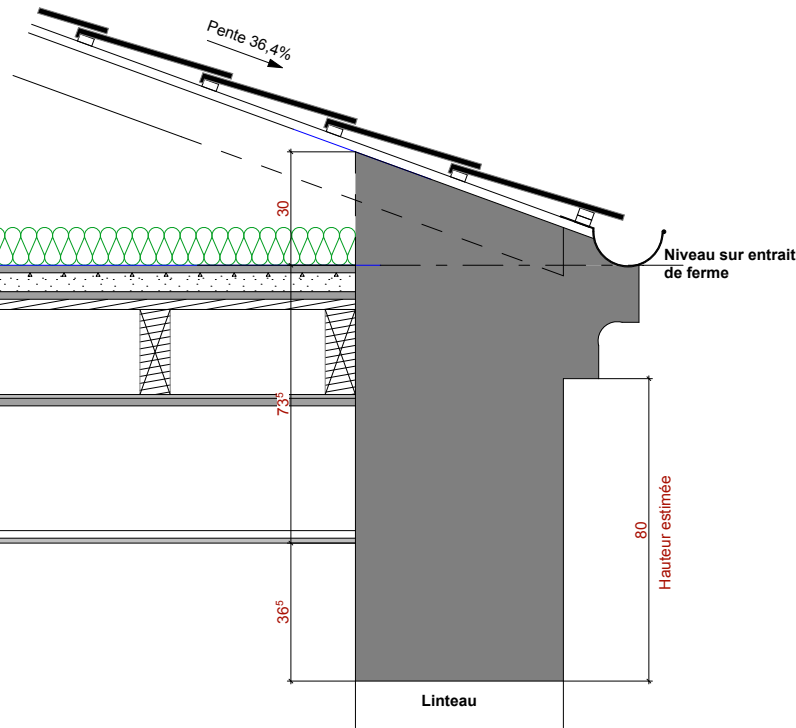 Pente 36,4%
30
Niveau sur entrait
de ferme
73⁵
80
Hauteur estimée
36⁵
Linteau